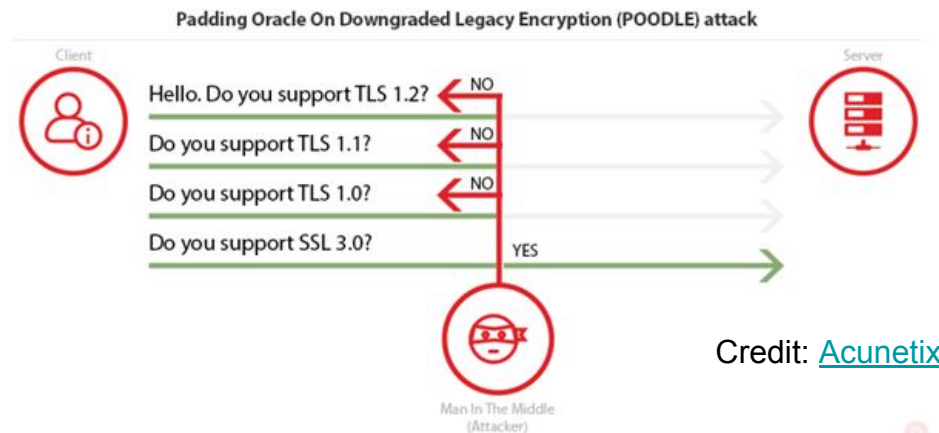 Padding Oracle On Downgraded Legacy Encryption (POODLE) attack
Client
Server
Hello. Do you support TLS 1.2?
NO
Do you support TLS 1.1?
NO
Do you support TLS 1.0?
NO
Do you support SSL 3.0?
YES
Credit: Acunetix
Man In The Middle
(Attacker)